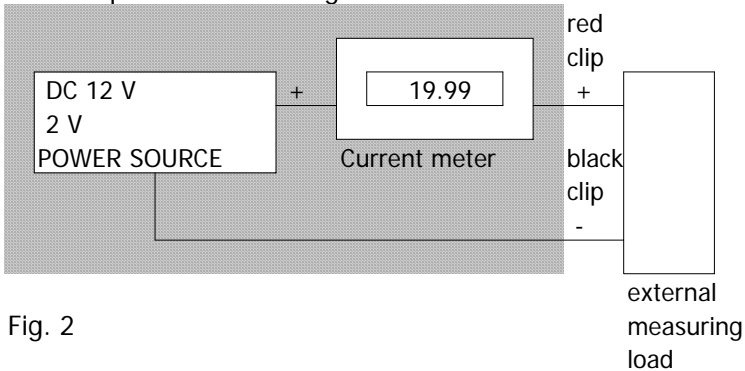 red
clip
DC 12 V
+
19.99
+
2 V
POWER SOURCE
Current meter
black
clip
-
external
measuring
load
Fig. 2